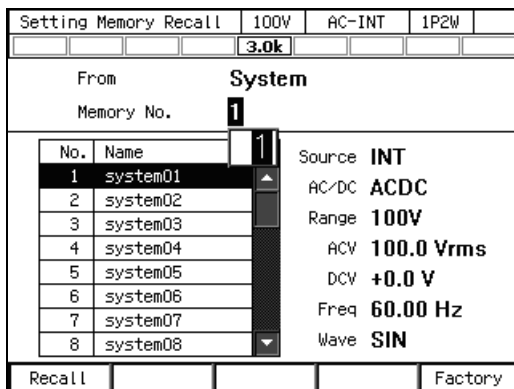 Setting Memory Recall 100V AC-INT 1P2W
3.0k
From System
Memory No. 1
1
No. Name
1 system01
2 system02
3 system03
4 system04
5 system05
6 system06
7 system07
8 system08
Source INT
AC/DC ACDC
Range 100V
ACV 100.0 Vrms
DCV +0.0 V
Freq 60.00 Hz
Wave SIN
Recall Factory